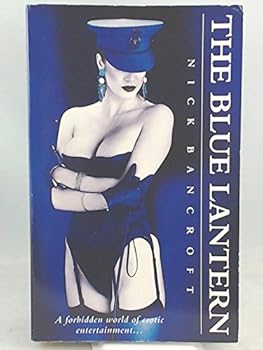 THE BLUE LANTERN
NICK BANCROFT
A forbidden world of erotic
entertainment...